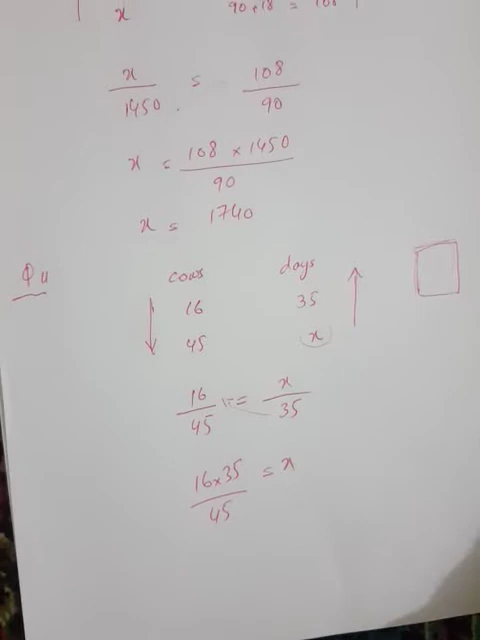 x 90+18 = 108
x/1450 = 108/90
x = 108 × 1450/90
x = 1740
Q4 cows days
16 35
45 x
16/45 = x/35
16×35/45 = x